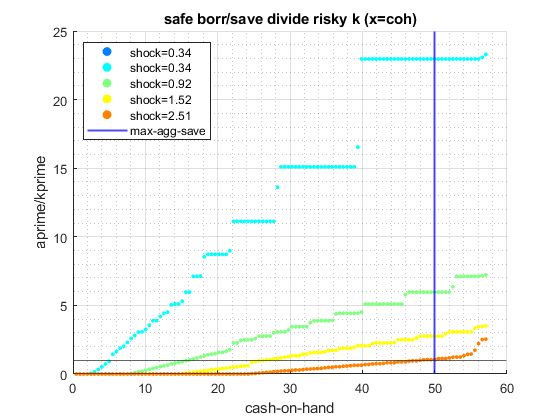 safe borr/save divide risky k (x=coh)
25
20
15
10
5
0
aprime/kprime
shock=0.34
shock=0.34
shock=0.92
shock=1.52
shock=2.51
max-agg-save
0
10
20
30
40
50
60
cash-on-hand